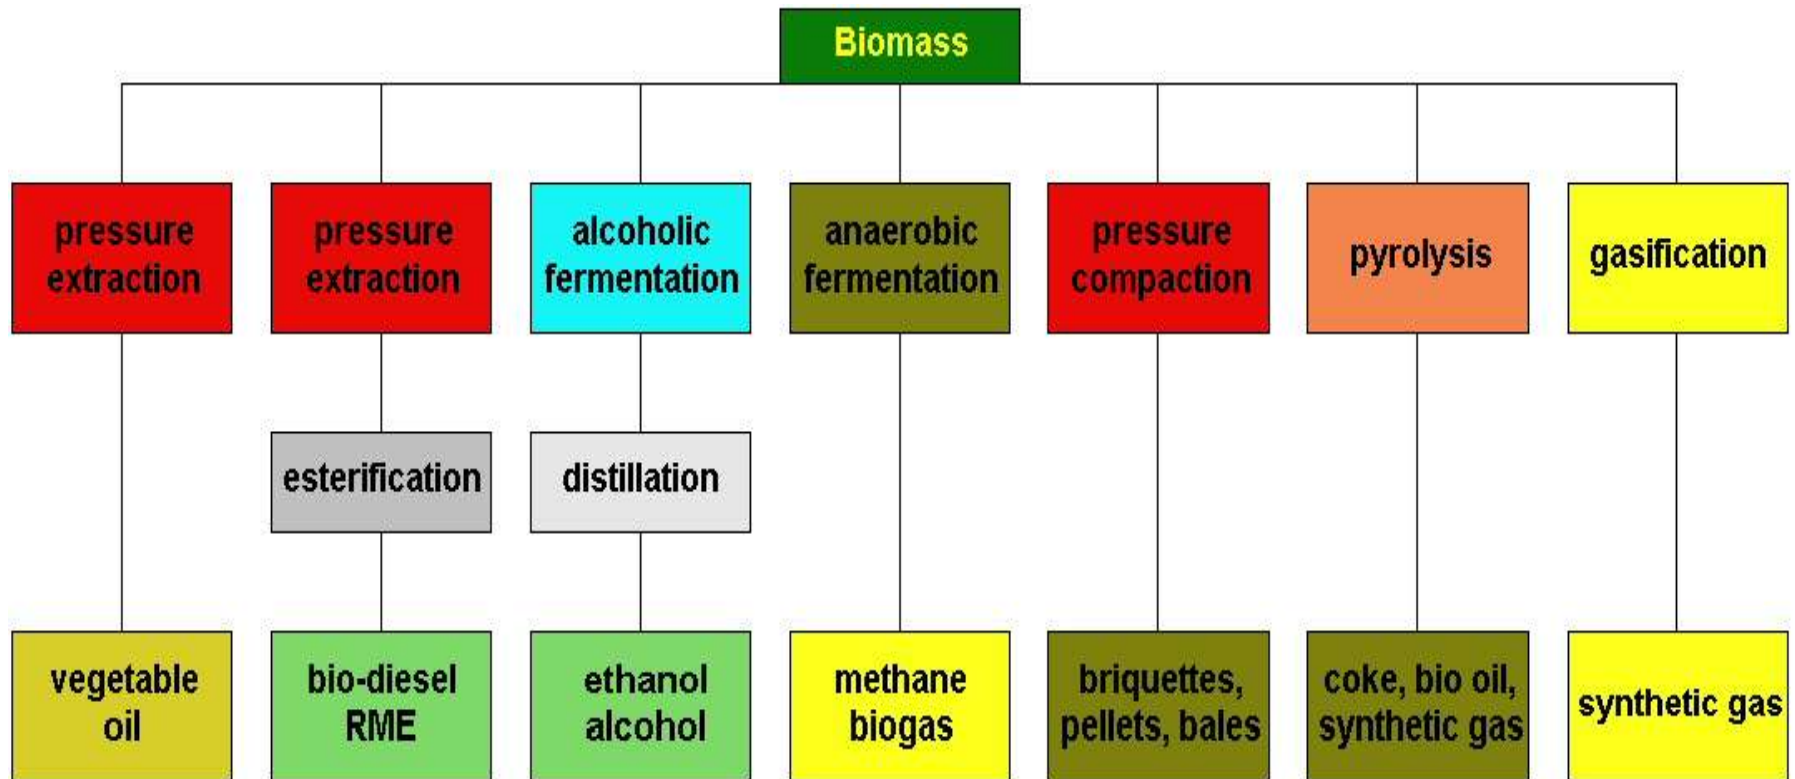 Biomass
pressure
extraction
pressure
extraction
alcoholic
fermentation
anaerobic
fermentation
pressure
compaction
pyrolysis
gasification
esterification
distillation
vegetable
oil
bio-diesel
RME
ethanol
alcohol
methane
biogas
briquettes,
pellets, bales
coke, bio oil,
synthetic gas
synthetic gas